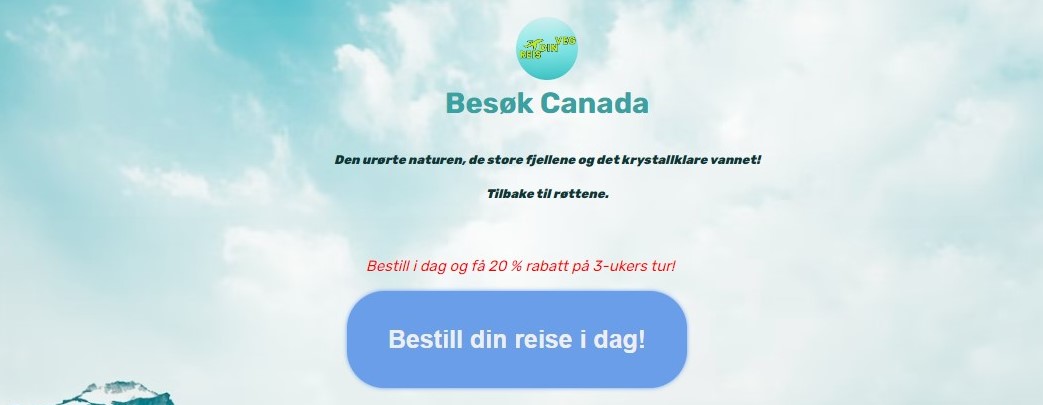 REIS DIN VEG
Besøk Canada
Den urørte naturen, de store fjellene og det krystallklare vannet!
Tilbake til røttene.
Bestill i dag og få 20 % rabatt på 3-ukers tur!
Bestill din reise i dag!